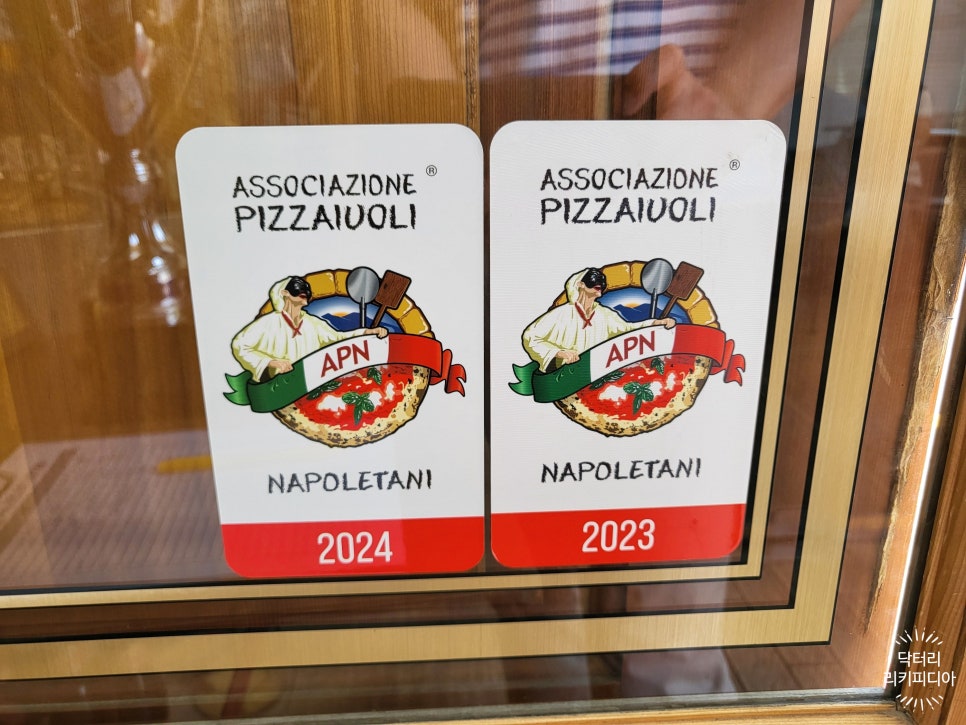 ASSOCIAZIONE ®
PIZZAIUOLI
APN
NAPOLETANI
2024
ASSOCIAZIONE ®
PIZZAIUOLI
APN
NAPOLETANI
2023
닥터리
리키피디아